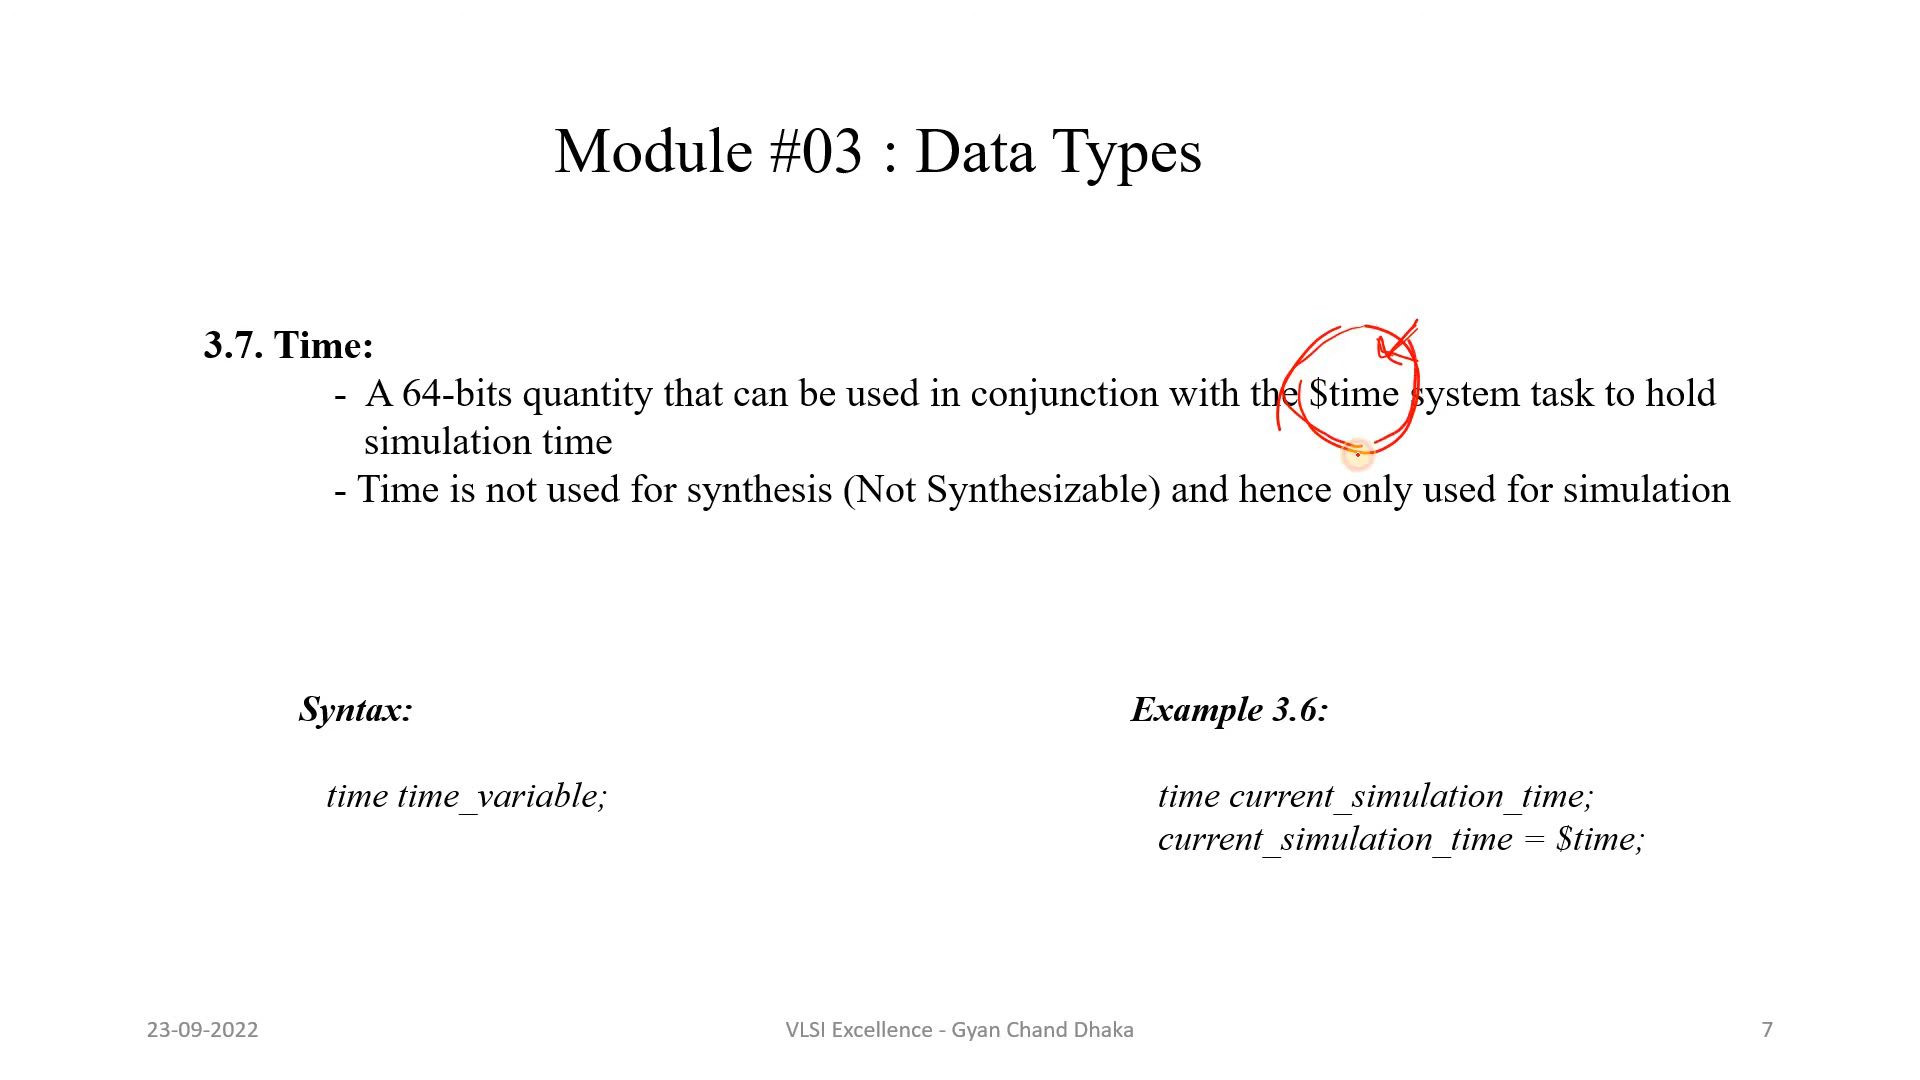 Module #03 : Data Types
3.7. Time:
- A 64-bits quantity that can be used in conjunction with the $time system task to hold
simulation time
- Time is not used for synthesis (Not Synthesizable) and hence only used for simulation
Syntax:
time time_variable;
Example 3.6:
time current_simulation_time;
current_simulation_time = $time;
23-09-2022
VLSI Excellence - Gyan Chand Dhaka
7